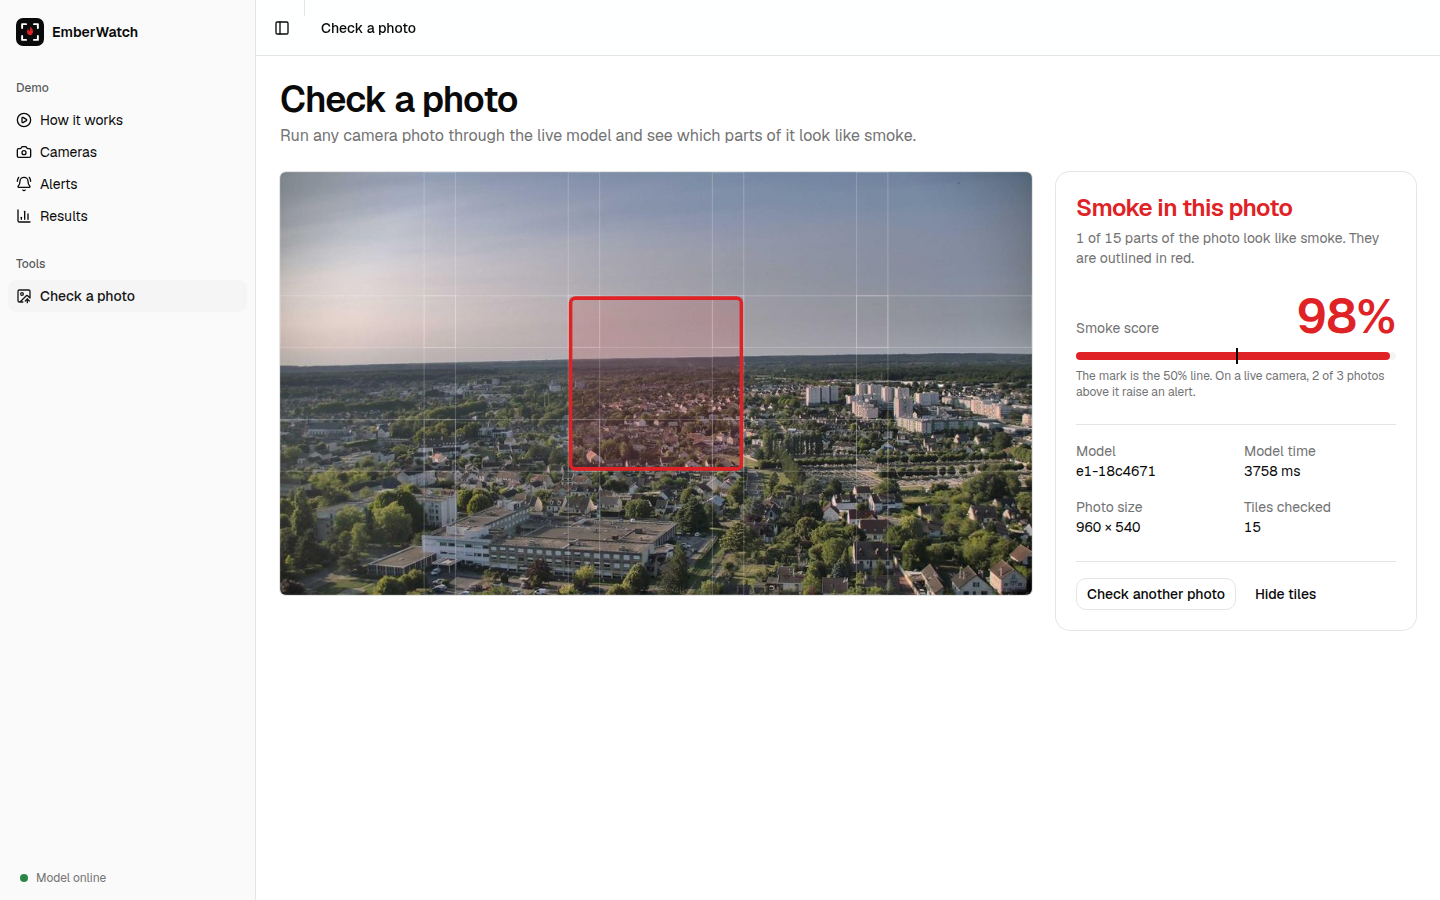 EmberWatch
Demo
How it works
Cameras
Alerts
Results
Tools
Check a photo
Model online
Check a photo
Check a photo
Run any camera photo through the live model and see which parts of it look like smoke.
Smoke in this photo
1 of 15 parts of the photo look like smoke. They
are outlined in red.
Smoke score
98%
The mark is the 50% line. On a live camera, 2 of 3 photos
above it raise an alert.
Model
Model time
e1-18c4671
3758 ms
Photo size
Tiles checked
960 × 540
15
Check another photo
Hide tiles